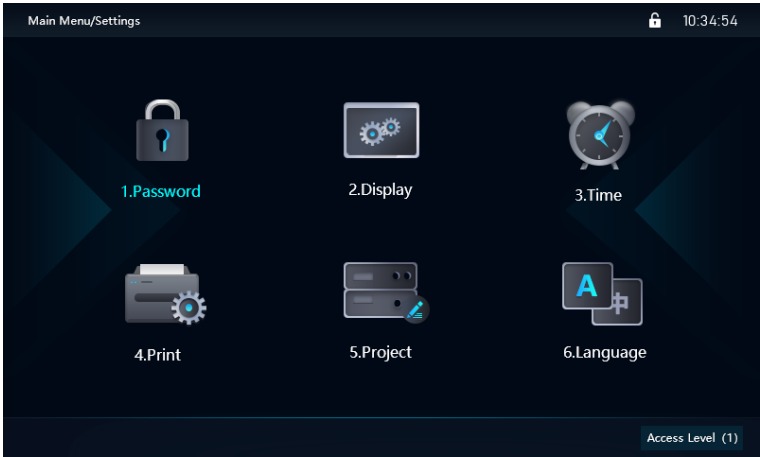 Main Menu/Settings 10:34:54
1.Password 2.Display 3.Time
4.Print 5.Project A 中 6.Language
Access Level (1)